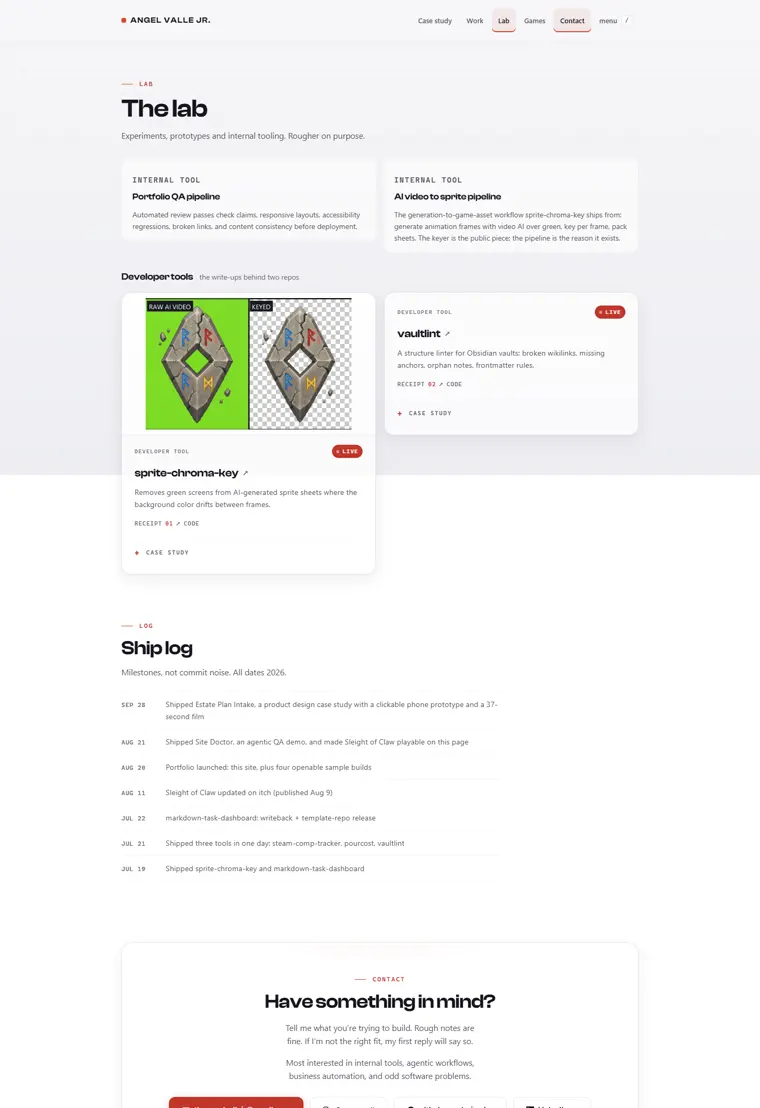 ANGEL VALLE JR.
Case study Work Lab Games Contact menu /
LAB
The lab
Experiments, prototypes and internal tooling. Rougher on purpose.
INTERNAL TOOL
Portfolio QA pipeline
Automated review passes check claims, responsive layouts, accessibility
regressions, broken links, and content consistency before deployment.
INTERNAL TOOL
AI video to sprite pipeline
The generation-to-game-asset workflow sprite-chroma-key ships from:
generate animation frames with video AI over green, key per frame, pack
sheets. The keyer is the public piece; the pipeline is the reason it exists.
Developer tools the write-ups behind two repos
RAW AI VIDEO
KEYED
DEVELOPER TOOL LIVE
sprite-chroma-key ↗
Removes green screens from AI-generated sprite sheets where the
background color drifts between frames.
RECEIPT 01 ↗ CODE
+ CASE STUDY
DEVELOPER TOOL LIVE
vaultlint ↗
A structure linter for Obsidian vaults: broken wikilinks, missing
anchors, orphan notes, frontmatter rules.
RECEIPT 02 ↗ CODE
+ CASE STUDY
LOG
Ship log
Milestones, not commit noise. All dates 2026.
SEP 28 Shipped Estate Plan Intake, a product design case study with a clickable phone prototype and a 37-
second film
AUG 21 Shipped Site Doctor, an agentic QA demo, and made Sleight of Claw playable on this page
AUG 20 Portfolio launched: this site, plus four openable sample builds
AUG 11 Sleight of Claw updated on itch (published Aug 9)
JUL 22 markdown-task-dashboard: writeback + template-repo release
JUL 21 Shipped three tools in one day: steam-comp-tracker, pourcost, vaultlint
JUL 19 Shipped sprite-chroma-key and markdown-task-dashboard
CONTACT
Have something in mind?
Tell me what you're trying to build. Rough notes are
fine. If I'm not the right fit, my first reply will say so.
Most interested in internal tools, agentic workflows,
business automation, and odd software problems.